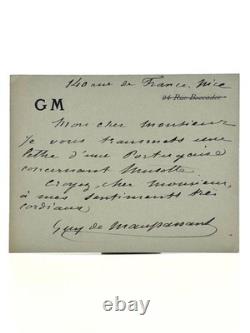 140 rue de France. Nice
24 Rue Boccador
GM
Mon cher Monsieur
Je vous transmets une
lettre d'une Portugaise
concernant Musotte.
Croyez, cher Monsieur,
à mes sentiments très
cordiaux
Guy de Maupassant
ebay